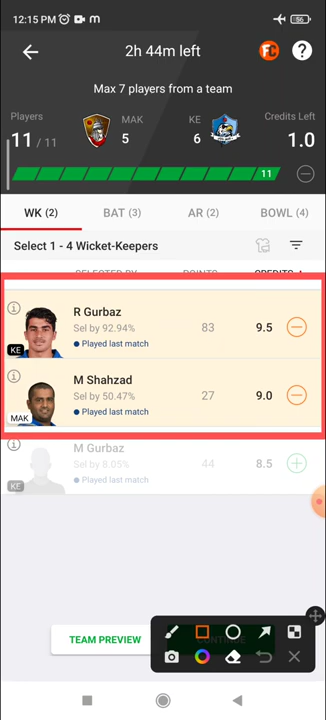 12:15 PM
56
2h 44m left
FC
?
Max 7 players from a team
Players
11 / 11
MAK
5
KE
6
Credits Left
1.0
11
WK (2)
BAT (3)
AR (2)
BOWL (4)
Select 1 - 4 Wicket-Keepers
SELECTED BY
POINTS
CREDITS
R Gurbaz
Sel by 92.94%
Played last match
83
9.5
KE
M Shahzad
Sel by 50.47%
Played last match
27
9.0
MAK
M Gurbaz
Sel by 8.05%
Played last match
44
8.5
KE
TEAM PREVIEW
CONTINUE